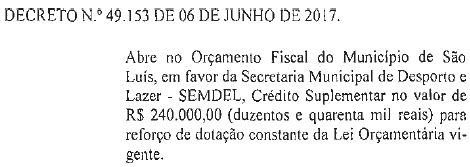 DECRETO N.º 49.153 DE 06 DE JUNHO DE 2017.
Abre no Orçamento Fiscal do Município de São
Luís, em favor da Secretaria Municipal de Desporto e
Lazer - SEMDEL, Crédito Suplementar no valor de
R$ 240.000,00 (duzentos e quarenta mil reais) para
reforço de dotação constante da Lei Orçamentária vi-
gente.